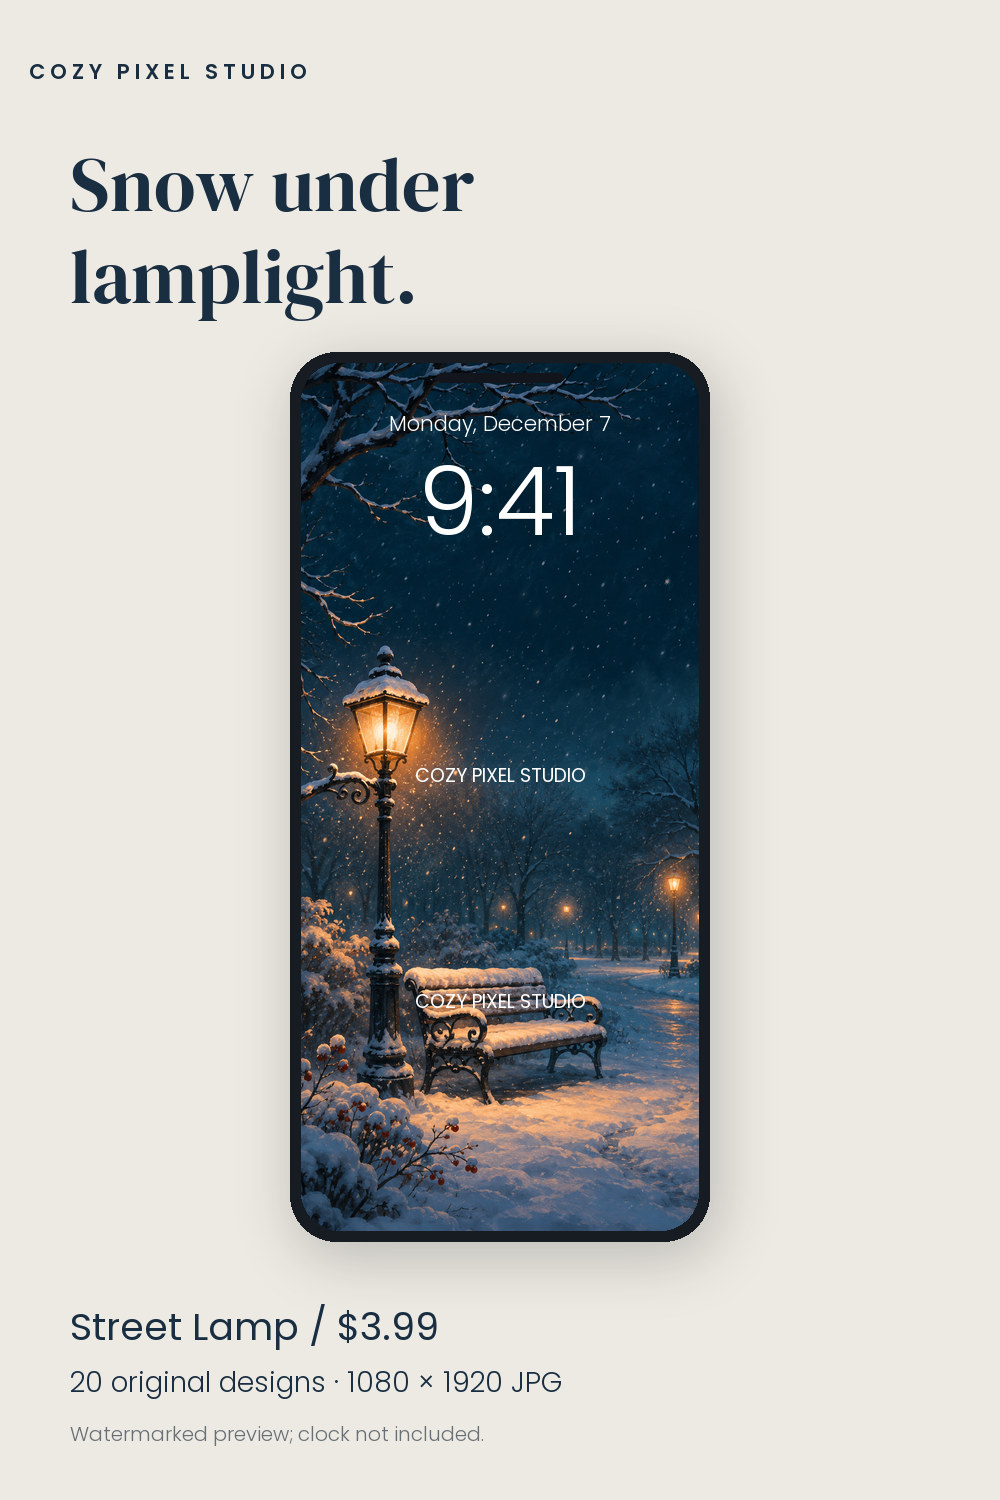 COZY PIXEL STUDIO
Snow under
lamplight.
Monday, December 7
9:41
COZY PIXEL STUDIO
COZY PIXEL STUDIO
Street Lamp / $3.99
20 original designs · 1080 × 1920 JPG
Watermarked preview; clock not included.